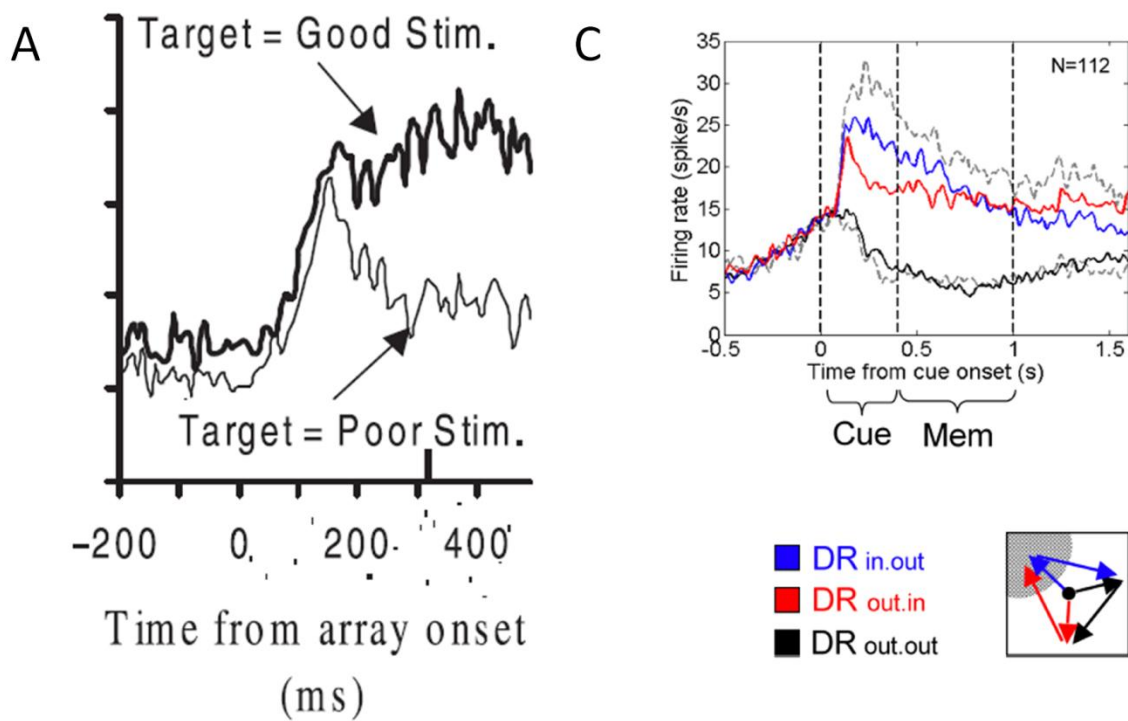 A
Target = Good Stim.
Target = Poor Stim.
-200 0 200 400
Time from array onset
(ms)
C
35
30
25
20
15
10
5
0
N=112
Firing rate (spike/s)
-0.5 0 0.5 1 1.5
Time from cue onset (s)
Cue Mem
DR in.out
DR out.in
DR out.out